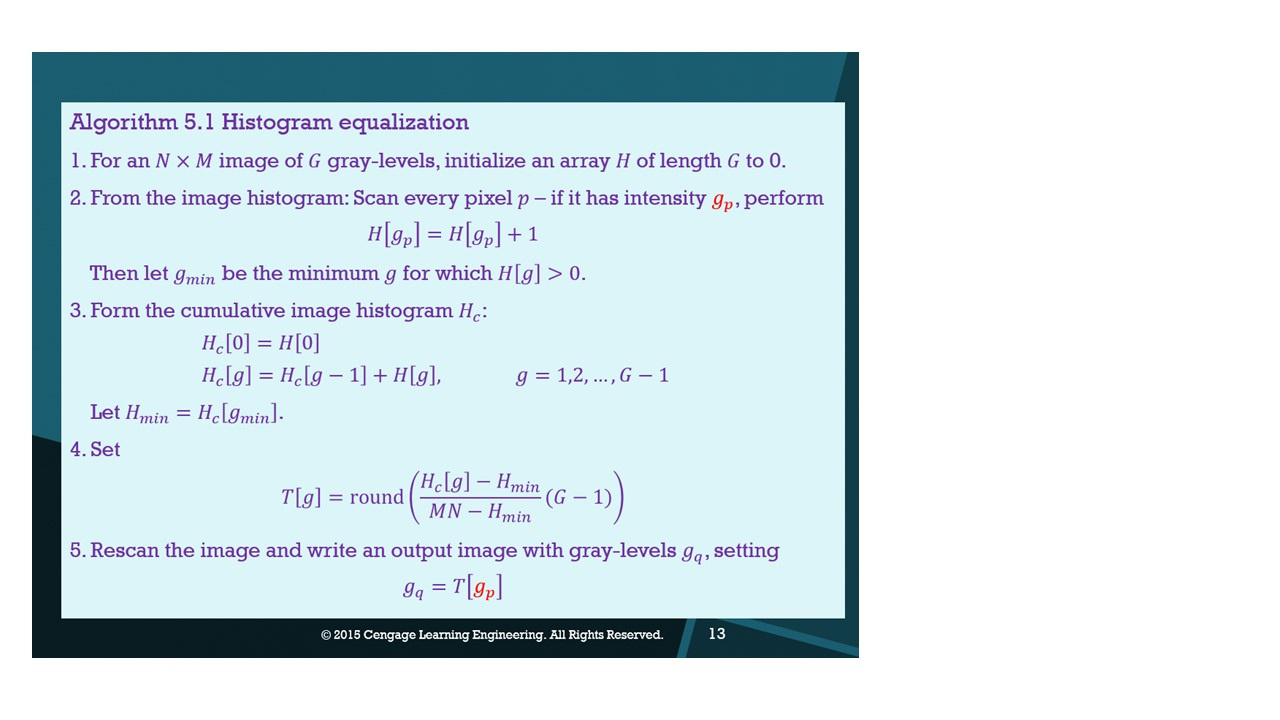 Algorithm 5.1 Histogram equalization
1. For an N × M image of G gray-levels, initialize an array H of length G to 0.
2. From the image histogram: Scan every pixel p – if it has intensity g_p, perform
H[g_p] = H[g_p] + 1
Then let g_min be the minimum g for which H[g] > 0.
3. Form the cumulative image histogram H_c:
H_c[0] = H[0]
H_c[g] = H_c[g − 1] + H[g], g = 1,2, … , G − 1
Let H_min = H_c[g_min].
4. Set
T[g] = round((H_c[g] − H_min)/(MN − H_min) (G − 1))
5. Rescan the image and write an output image with gray-levels g_q, setting
g_q = T[g_p]
© 2015 Cengage Learning Engineering. All Rights Reserved. 13